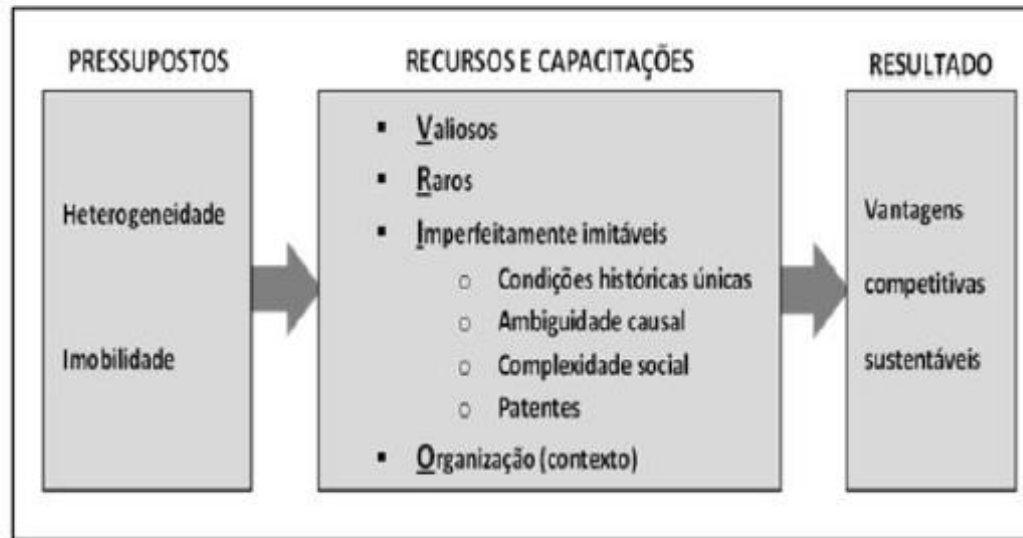 PRESSUPOSTOS
Heterogeneidade
Imobilidade
RECURSOS E CAPACITAÇÕES
▪ Valiosos
▪ Raros
▪ Imperfeitamente imitáveis
o Condições históricas únicas
o Ambiguidade causal
o Complexidade social
o Patentes
▪ Organização (contexto)
RESULTADO
Vantagens
competitivas
sustentáveis